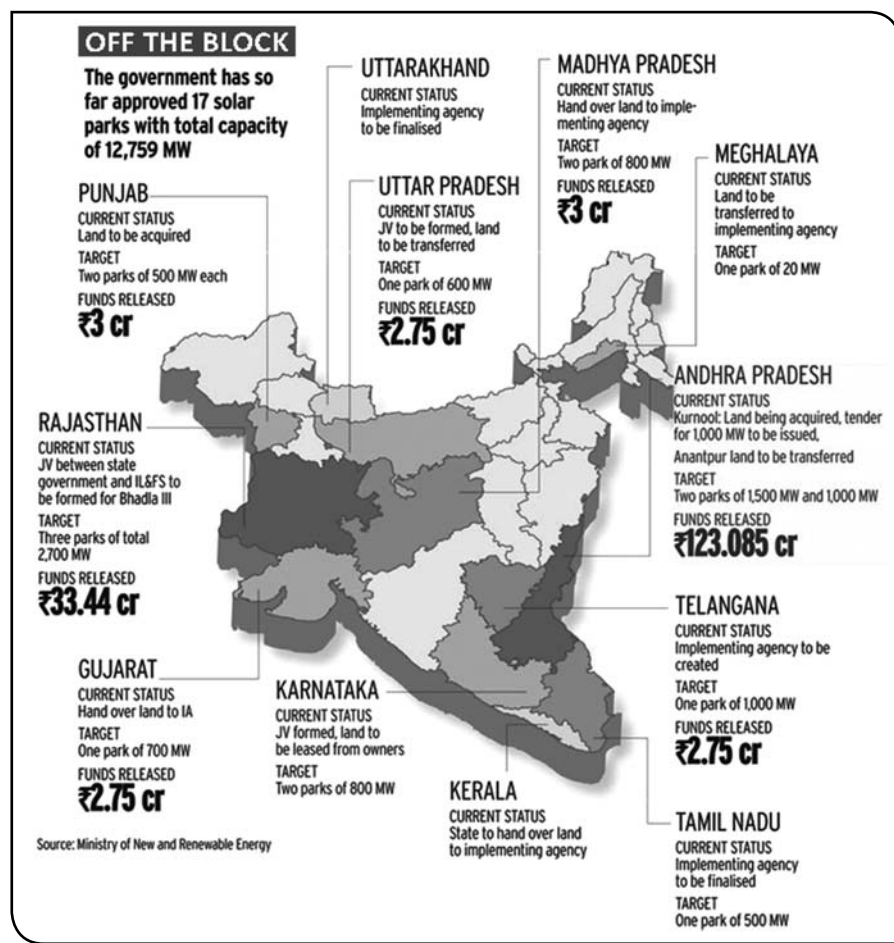 OFF THE BLOCK
The government has so
far approved 17 solar
parks with total capacity
of 12,759 MW
UTTARAKHAND
CURRENT STATUS
Implementing agency
to be finalised
MADHYA PRADESH
CURRENT STATUS
Hand over land to imple-
menting agency
TARGET
Two park of 800 MW
FUNDS RELEASED
₹3 cr
MEGHALAYA
CURRENT STATUS
Land to be
transferred to
implementing agency
TARGET
One park of 20 MW
PUNJAB
CURRENT STATUS
Land to be acquired
TARGET
Two parks of 500 MW each
FUNDS RELEASED
₹3 cr
UTTAR PRADESH
CURRENT STATUS
JV to be formed, land
to be transferred
TARGET
One park of 600 MW
FUNDS RELEASED
₹2.75 cr
RAJASTHAN
CURRENT STATUS
JV between state
government and IL&FS to
be formed for Bhadla III
TARGET
Three parks of total
2,700 MW
FUNDS RELEASED
₹33.44 cr
ANDHRA PRADESH
CURRENT STATUS
Kurnool: Land being acquired, tender
for 1,000 MW to be issued,
Anantpur land to be transferred
TARGET
Two parks of 1,500 MW and 1,000 MW
FUNDS RELEASED
₹123.085 cr
GUJARAT
CURRENT STATUS
Hand over land to IA
TARGET
One park of 700 MW
FUNDS RELEASED
₹2.75 cr
KARNATAKA
CURRENT STATUS
JV formed, land to
be leased from owners
TARGET
Two parks of 800 MW
KERALA
CURRENT STATUS
State to hand over land
to implementing agency
TELANGANA
CURRENT STATUS
Implementing agency to be
created
TARGET
One park of 1,000 MW
FUNDS RELEASED
₹2.75 cr
TAMIL NADU
CURRENT STATUS
Implementing agency
to be finalised
TARGET
One park of 500 MW
Source: Ministry of New and Renewable Energy